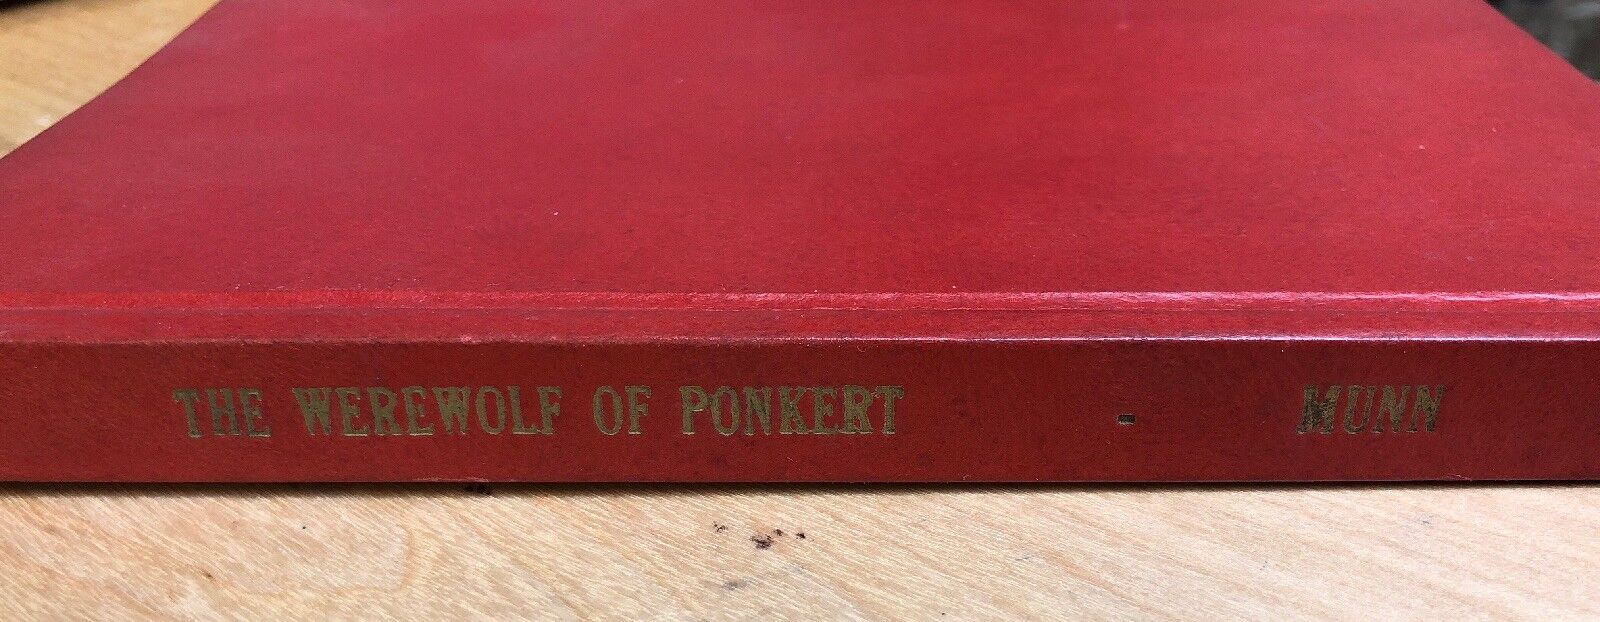 THE WEREWOLF OF PONKERT - MUNN